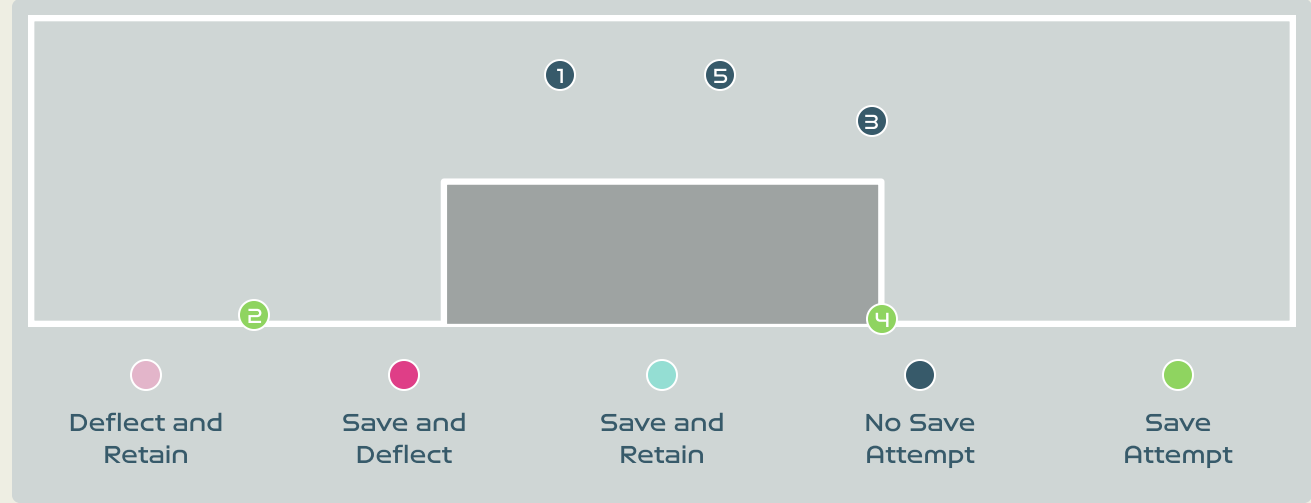 1
5
3
2
4
Deflect and
Retain
Save and
Deflect
Save and
Retain
No Save
Attempt
Save
Attempt